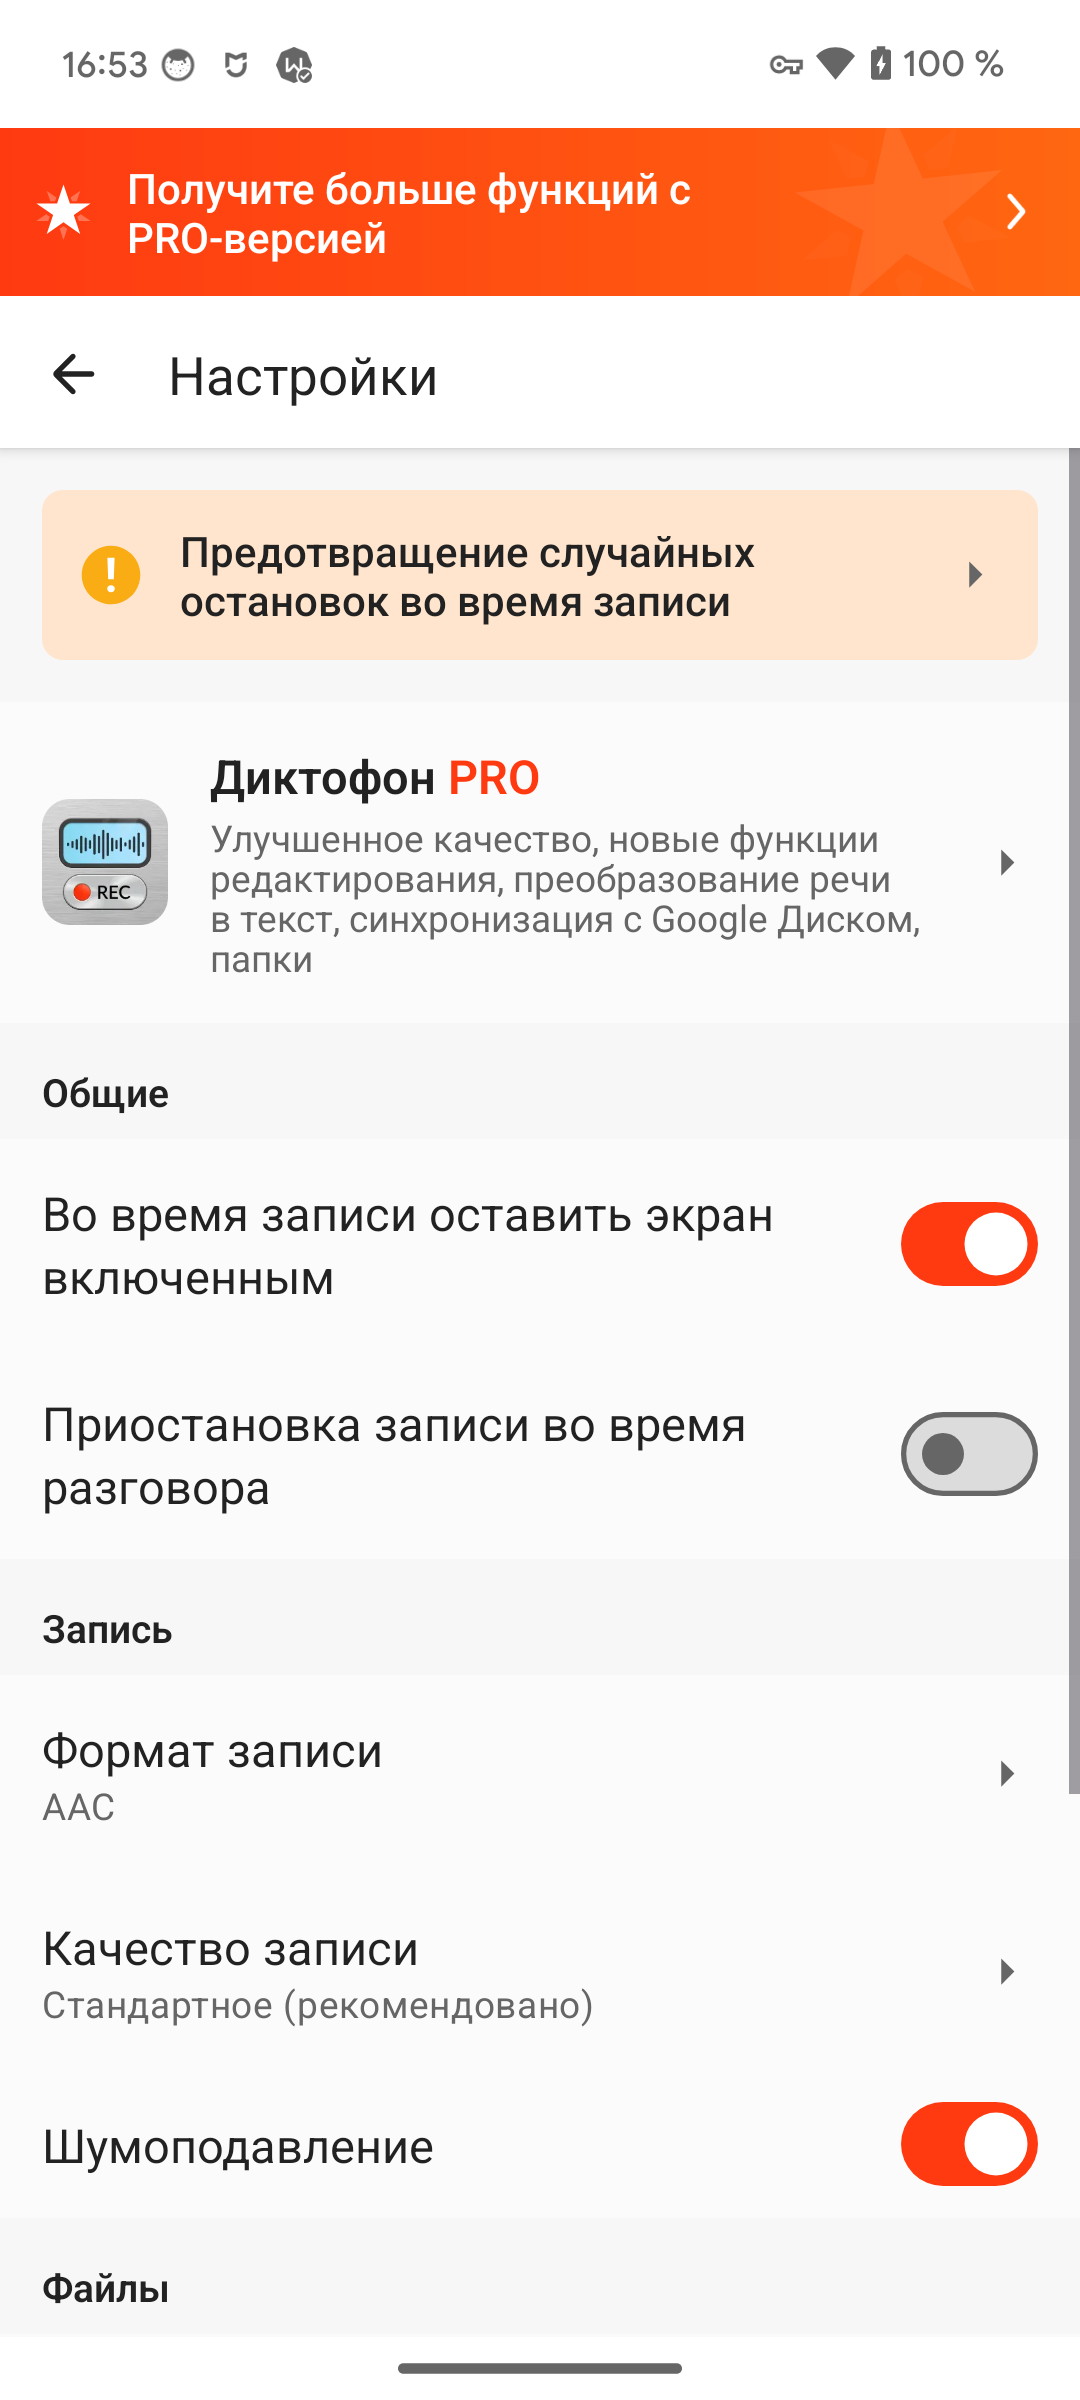 16:53
100 %
Получите больше функций с
PRO-версией
Настройки
Предотвращение случайных
остановок во время записи
Диктофон PRO
Улучшенное качество, новые функции
редактирования, преобразование речи
в текст, синхронизация с Google Диском,
папки
REC
Общие
Во время записи оставить экран
включенным
Приостановка записи во время
разговора
Запись
Формат записи
AAC
Качество записи
Стандартное (рекомендовано)
Шумоподавление
Файлы